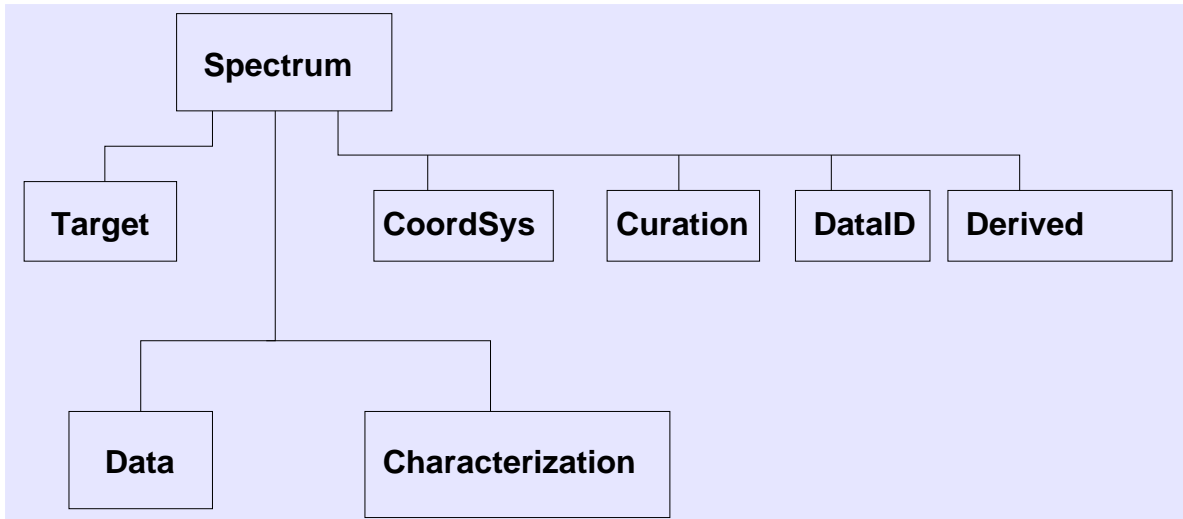 Spectrum
Target
CoordSys
Curation
DataID
Derived
Data
Characterization